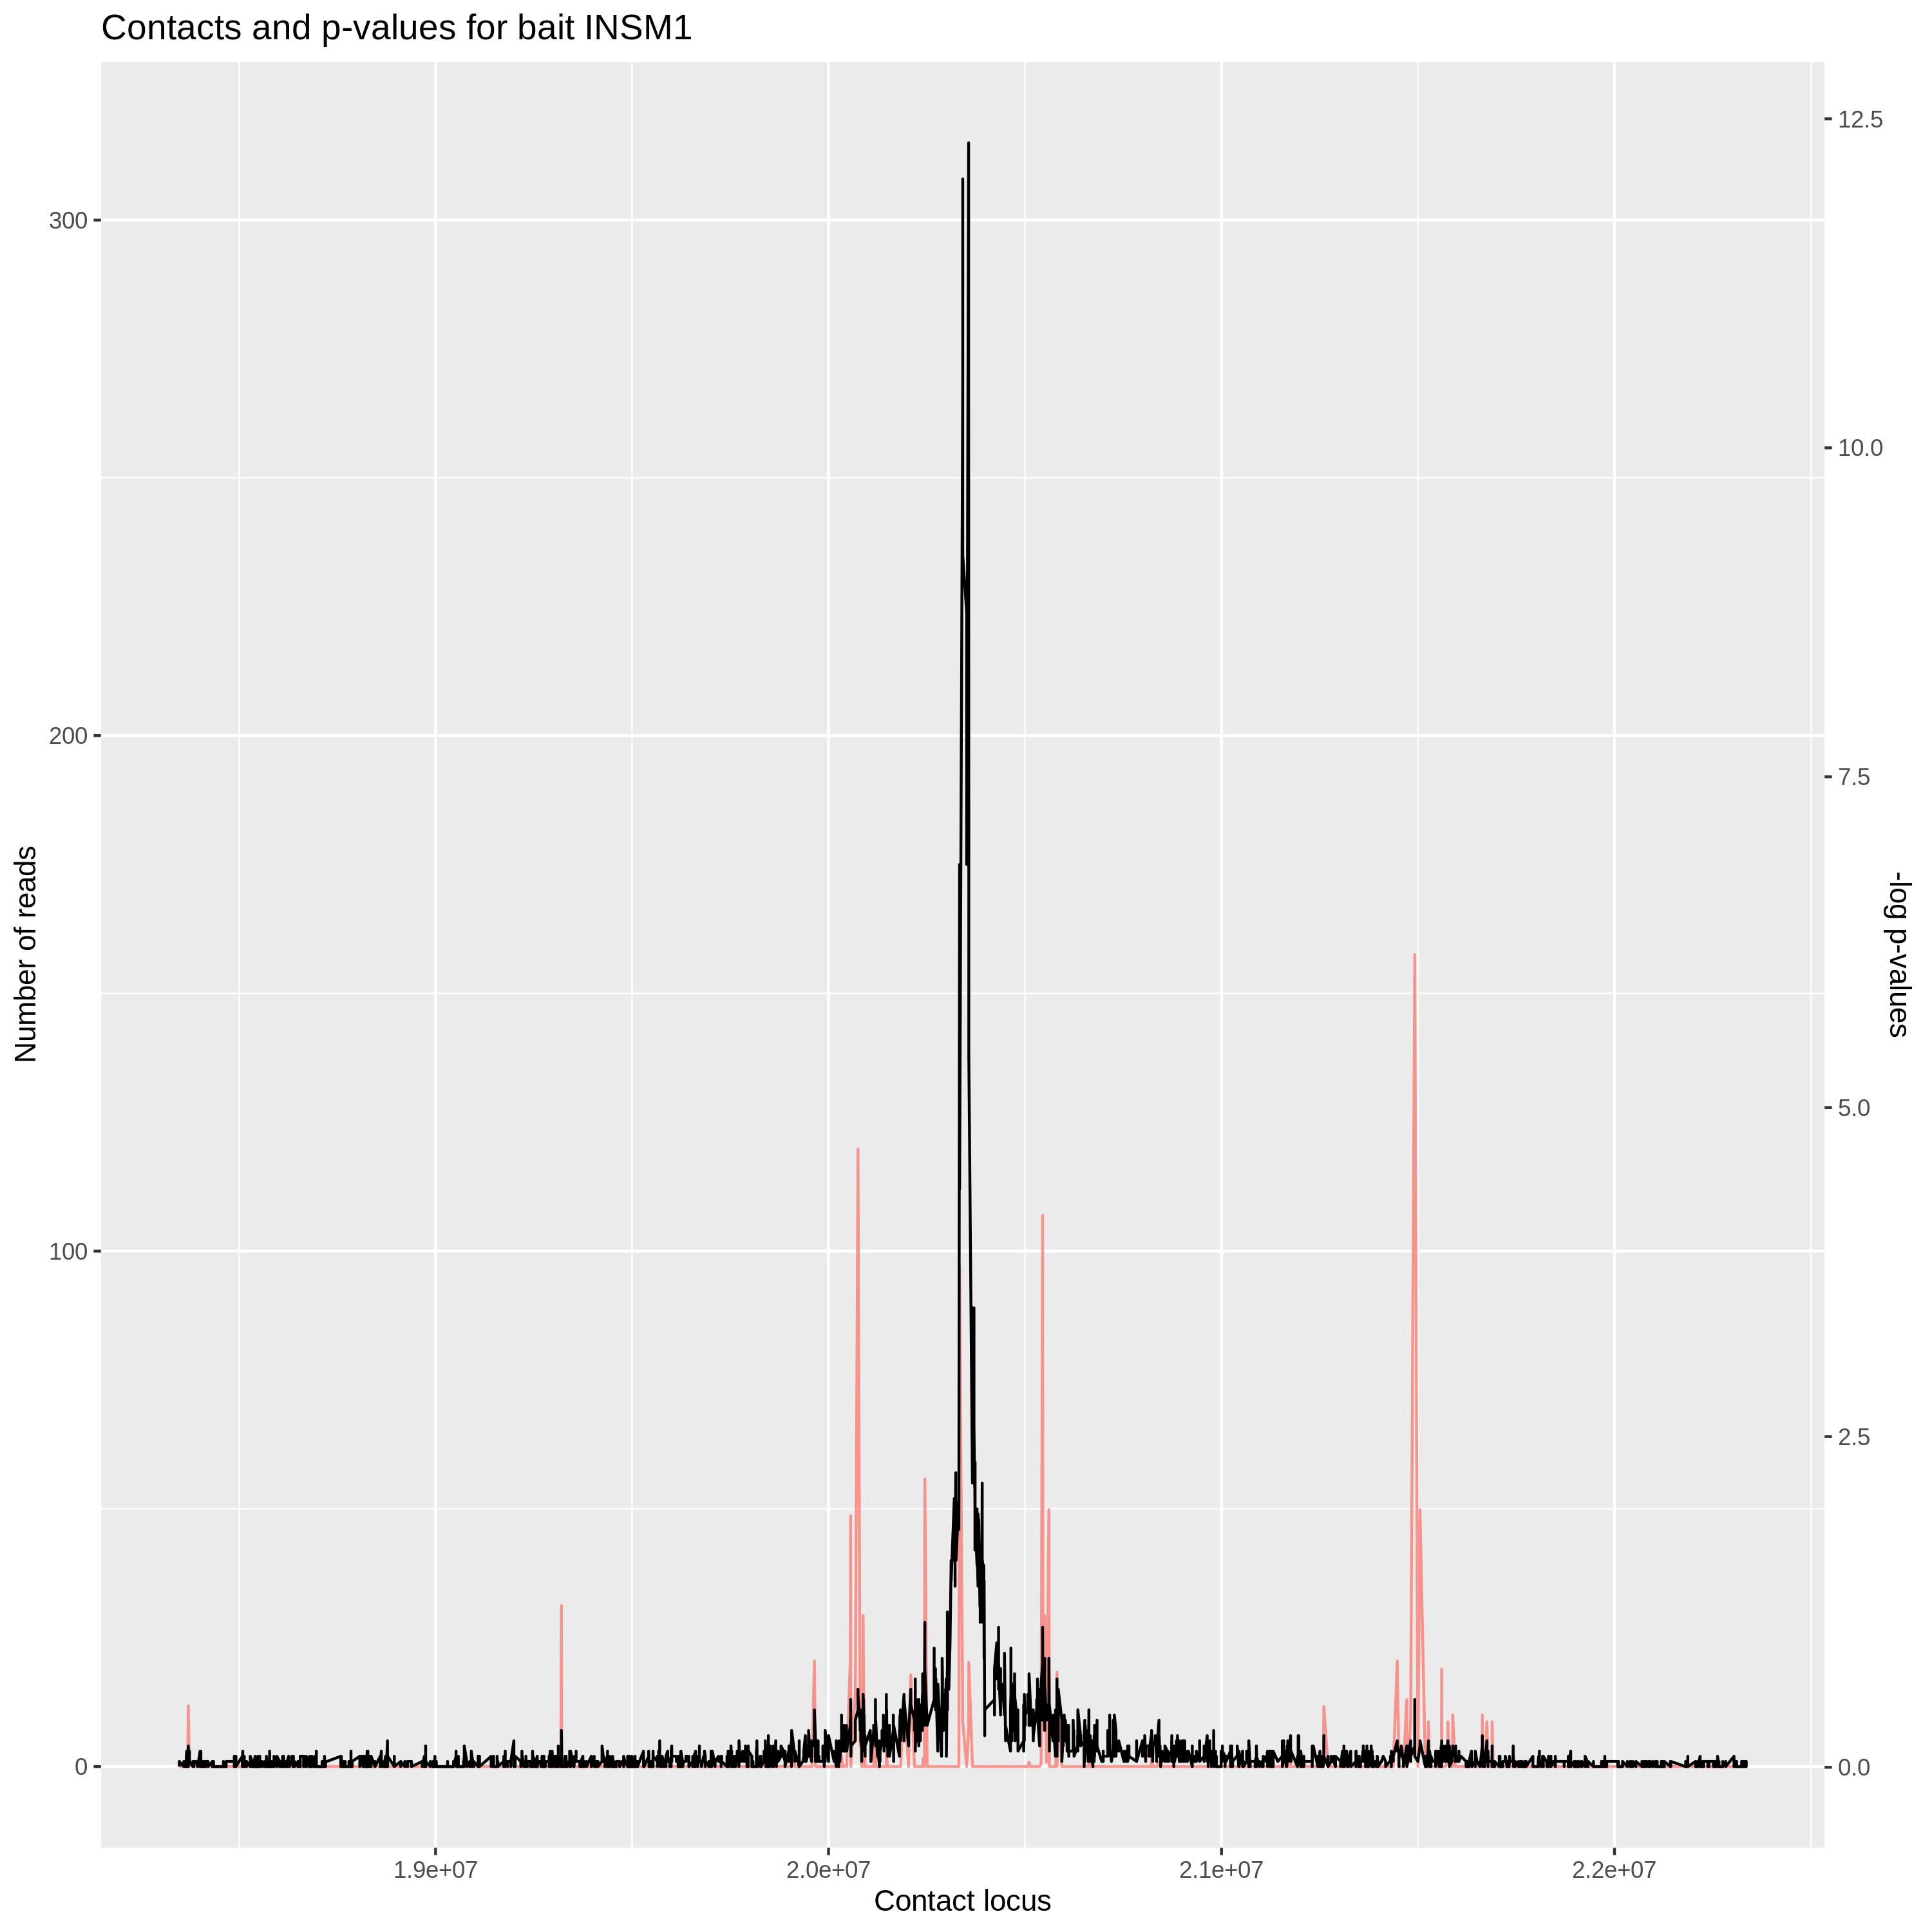 Contacts and p-values for bait INSM1
300
200
100
0
Number of reads
12.5
10.0
7.5
5.0
2.5
0.0
-log p-values
1.9e+07
2.0e+07
2.1e+07
2.2e+07
Contact locus